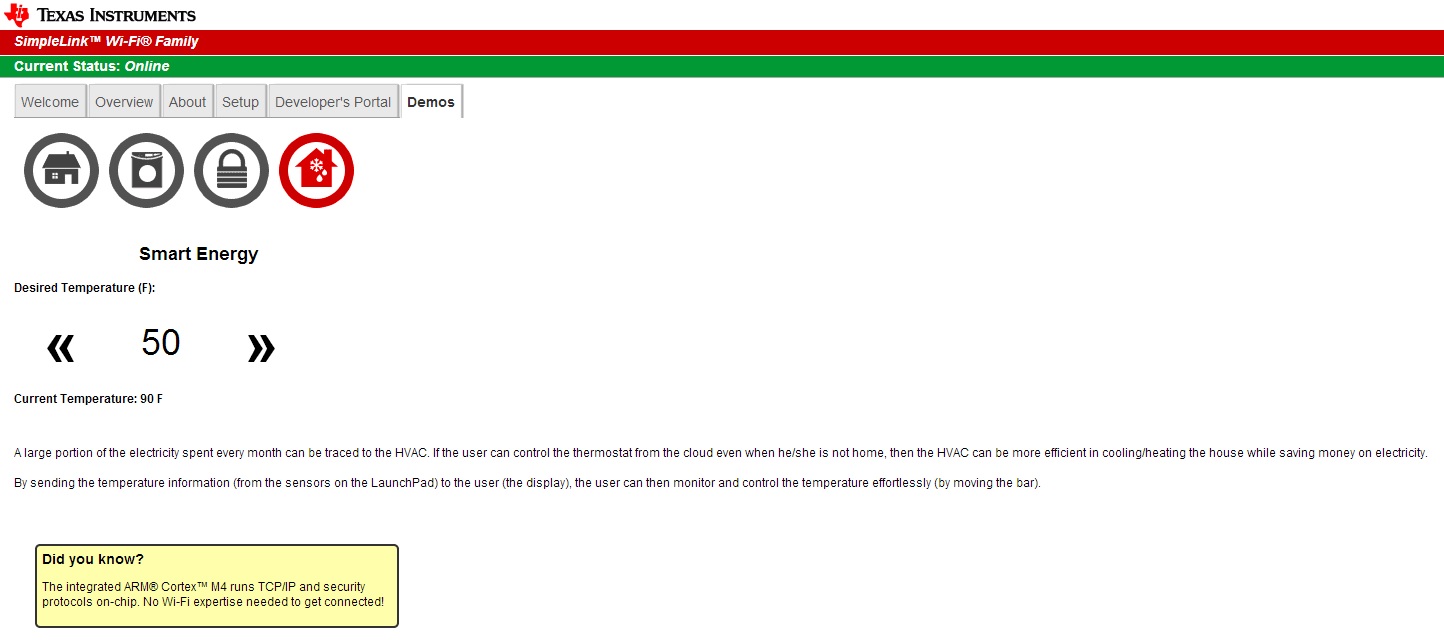 TEXAS INSTRUMENTS
SimpleLink™ Wi-Fi® Family
Current Status: Online
Welcome Overview About Setup Developer's Portal Demos
Smart Energy
Desired Temperature (F):
« 50 »
Current Temperature: 90 F
A large portion of the electricity spent every month can be traced to the HVAC. If the user can control the thermostat from the cloud even when he/she is not home, then the HVAC can be more efficient in cooling/heating the house while saving money on electricity.
By sending the temperature information (from the sensors on the LaunchPad) to the user (the display), the user can then monitor and control the temperature effortlessly (by moving the bar).
Did you know?
The integrated ARM® Cortex™ M4 runs TCP/IP and security
protocols on-chip. No Wi-Fi expertise needed to get connected!